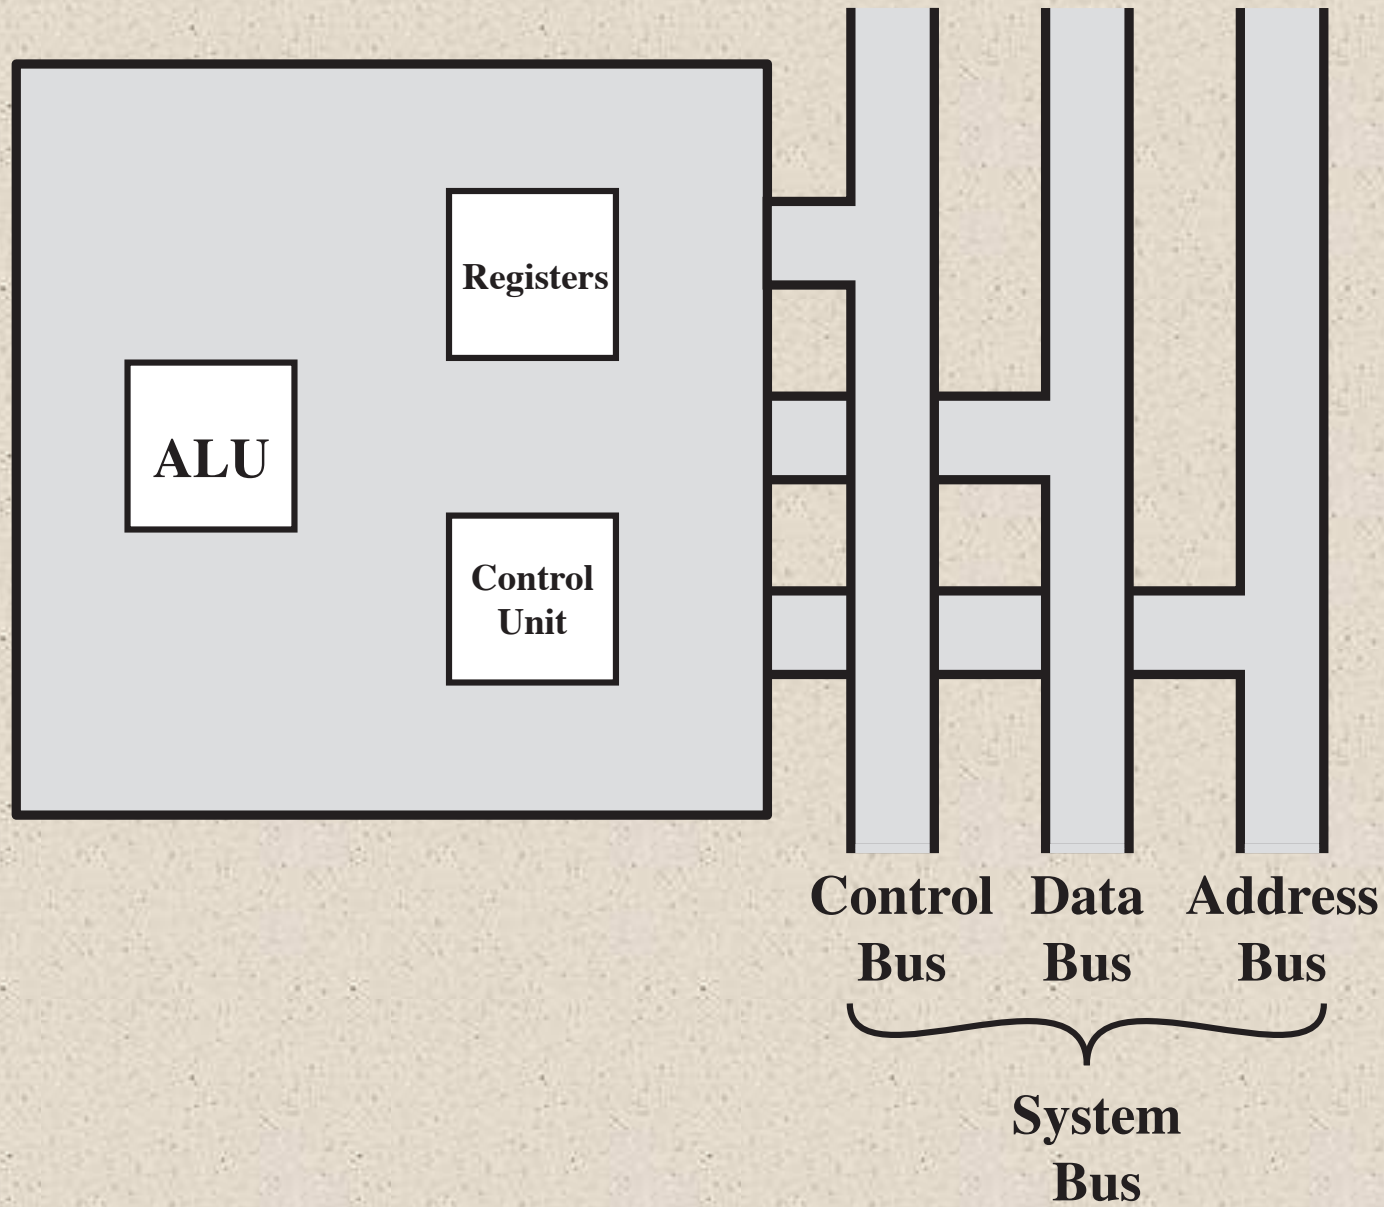 Registers
ALU
Control
Unit
Control
Bus
Data
Bus
Address
Bus
System
Bus